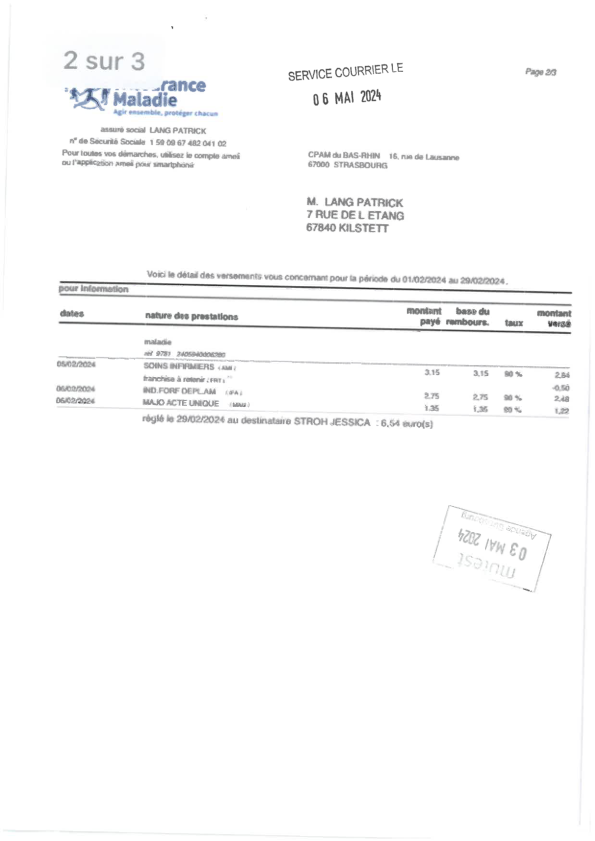 2 sur 3
SERVICE COURRIER LE
06 MAI 2024
Page 2/3
rance
Maladie
Agir ensemble, protéger chacun
assuré social LANG PATRICK
n° de Sécurité Sociale 1 59 09 67 482 041 02
Pour toutes vos démarches, utilisez le compte ameli
ou l'application ameli pour smartphone
CPAM du BAS-RHIN 16, rue de Lausanne
67000 STRASBOURG
M. LANG PATRICK
7 RUE DE L ETANG
67840 KILSTETT
Voici le détail des versements vous concernant pour la période du 01/02/2024 au 29/02/2024.
pour information
dates nature des prestations montant payé base du rembours. taux montant versé
maladie
réf 9781
05/02/2024 SOINS INFIRMIERS (AMI) 3,15 3,15 90 % 2,84
franchise à retenir (FRT) -0,50
06/02/2024 IND.FORF DEPL.AM (IFA) 2,75 2,75 90 % 2,48
06/02/2024 MAJO ACTE UNIQUE 1,35 1,35 90 % 1,22
réglé le 29/02/2024 au destinataire STROH JESSICA : 6,54 euro(s)
mutest
03 MAI 2024
Agence Strasbourg